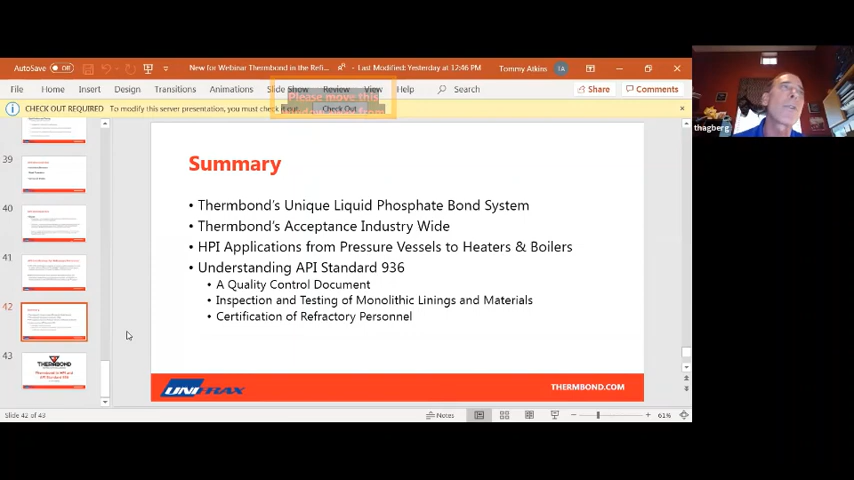 AutoSave Off New for Webinar Thermbond in the Refi... - Last Modified: Yesterday at 12:46 PM Tommy Atkins TA
File Home Insert Design Transitions Animations Slide Show Review View Help Search Share Comments
Please move this
CHECK OUT REQUIRED To modify this server presentation, you must check Check Out
thagberg
39
40
41
42
43
Summary
• Thermbond's Unique Liquid Phosphate Bond System
• Thermbond's Acceptance Industry Wide
• HPI Applications from Pressure Vessels to Heaters & Boilers
• Understanding API Standard 936
• A Quality Control Document
• Inspection and Testing of Monolithic Linings and Materials
• Certification of Refractory Personnel
UNIFRAX THERMBOND.COM
Slide 42 of 43 Notes 61%